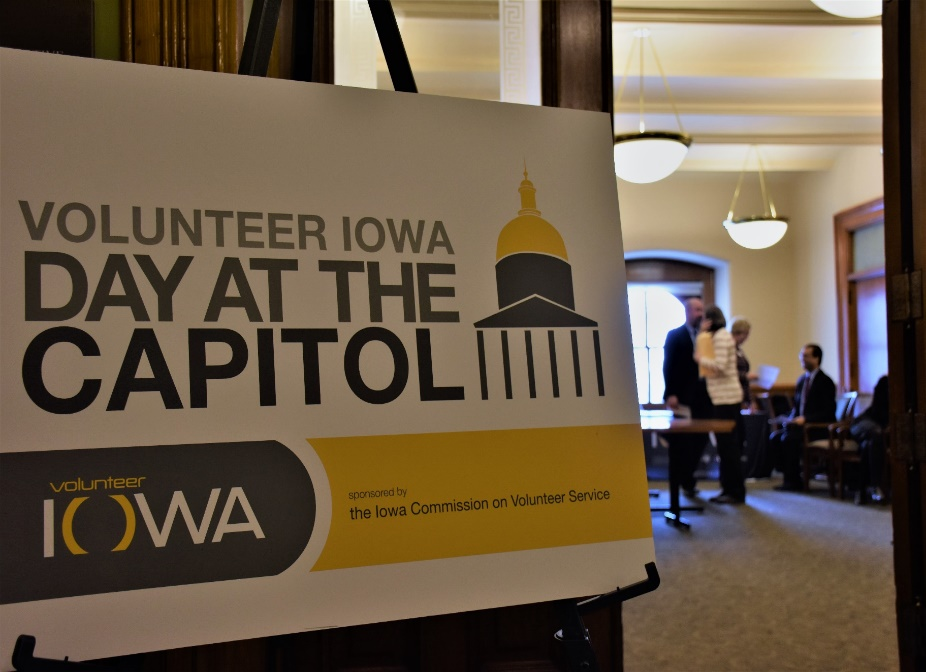 VOLUNTEER IOWA
DAY AT THE
CAPITOL
volunteer
IOWA
sponsored by
the Iowa Commission on Volunteer Service